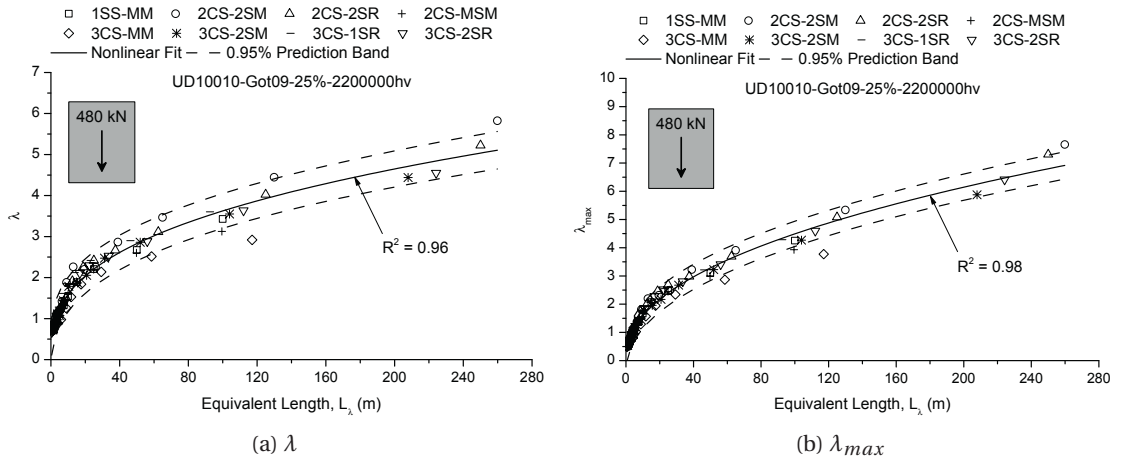 □ 1SS-MM ○ 2CS-2SM △ 2CS-2SR + 2CS-MSM
◇ 3CS-MM ✳ 3CS-2SM − 3CS-1SR ▽ 3CS-2SR
Nonlinear Fit 0.95% Prediction Band
UD10010-Got09-25%-2200000hv
480 kN
R² = 0.96
λ
7
6
5
4
3
2
1
0
0 40 80 120 160 200 240 280
Equivalent Length, L_λ (m)
(a) λ
□ 1SS-MM ○ 2CS-2SM △ 2CS-2SR + 2CS-MSM
◇ 3CS-MM ✳ 3CS-2SM − 3CS-1SR ▽ 3CS-2SR
Nonlinear Fit 0.95% Prediction Band
UD10010-Got09-25%-2200000hv
480 kN
R² = 0.98
λ_max
10
9
8
7
6
5
4
3
2
1
0
0 40 80 120 160 200 240 280
Equivalent Length, L_λ (m)
(b) λ_max